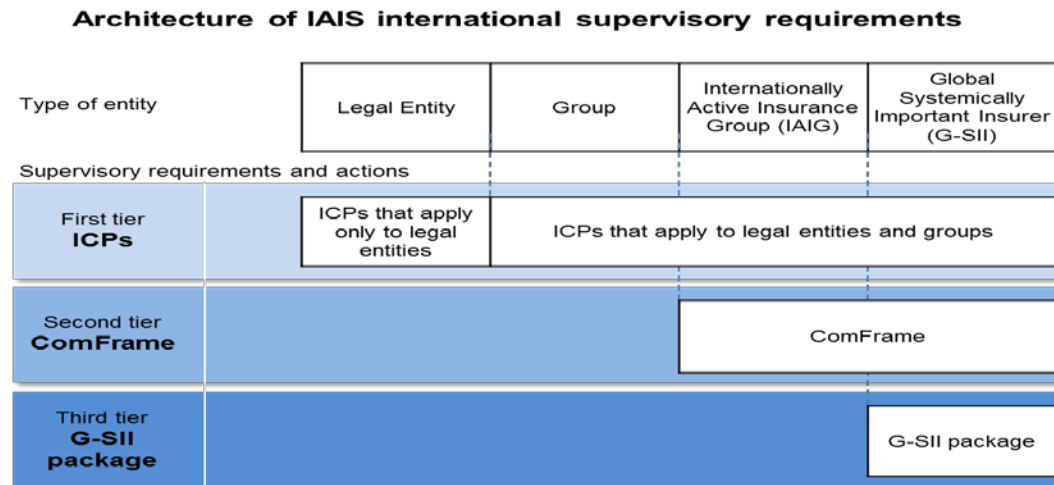 Architecture of IAIS international supervisory requirements
Type of entity
Legal Entity
Group
Internationally
Active Insurance
Group (IAIG)
Global
Systemically
Important Insurer
(G-SII)
Supervisory requirements and actions
First tier
ICPs
ICPs that apply
only to legal
entities
ICPs that apply to legal entities and groups
Second tier
ComFrame
ComFrame
Third tier
G-SII
package
G-SII package